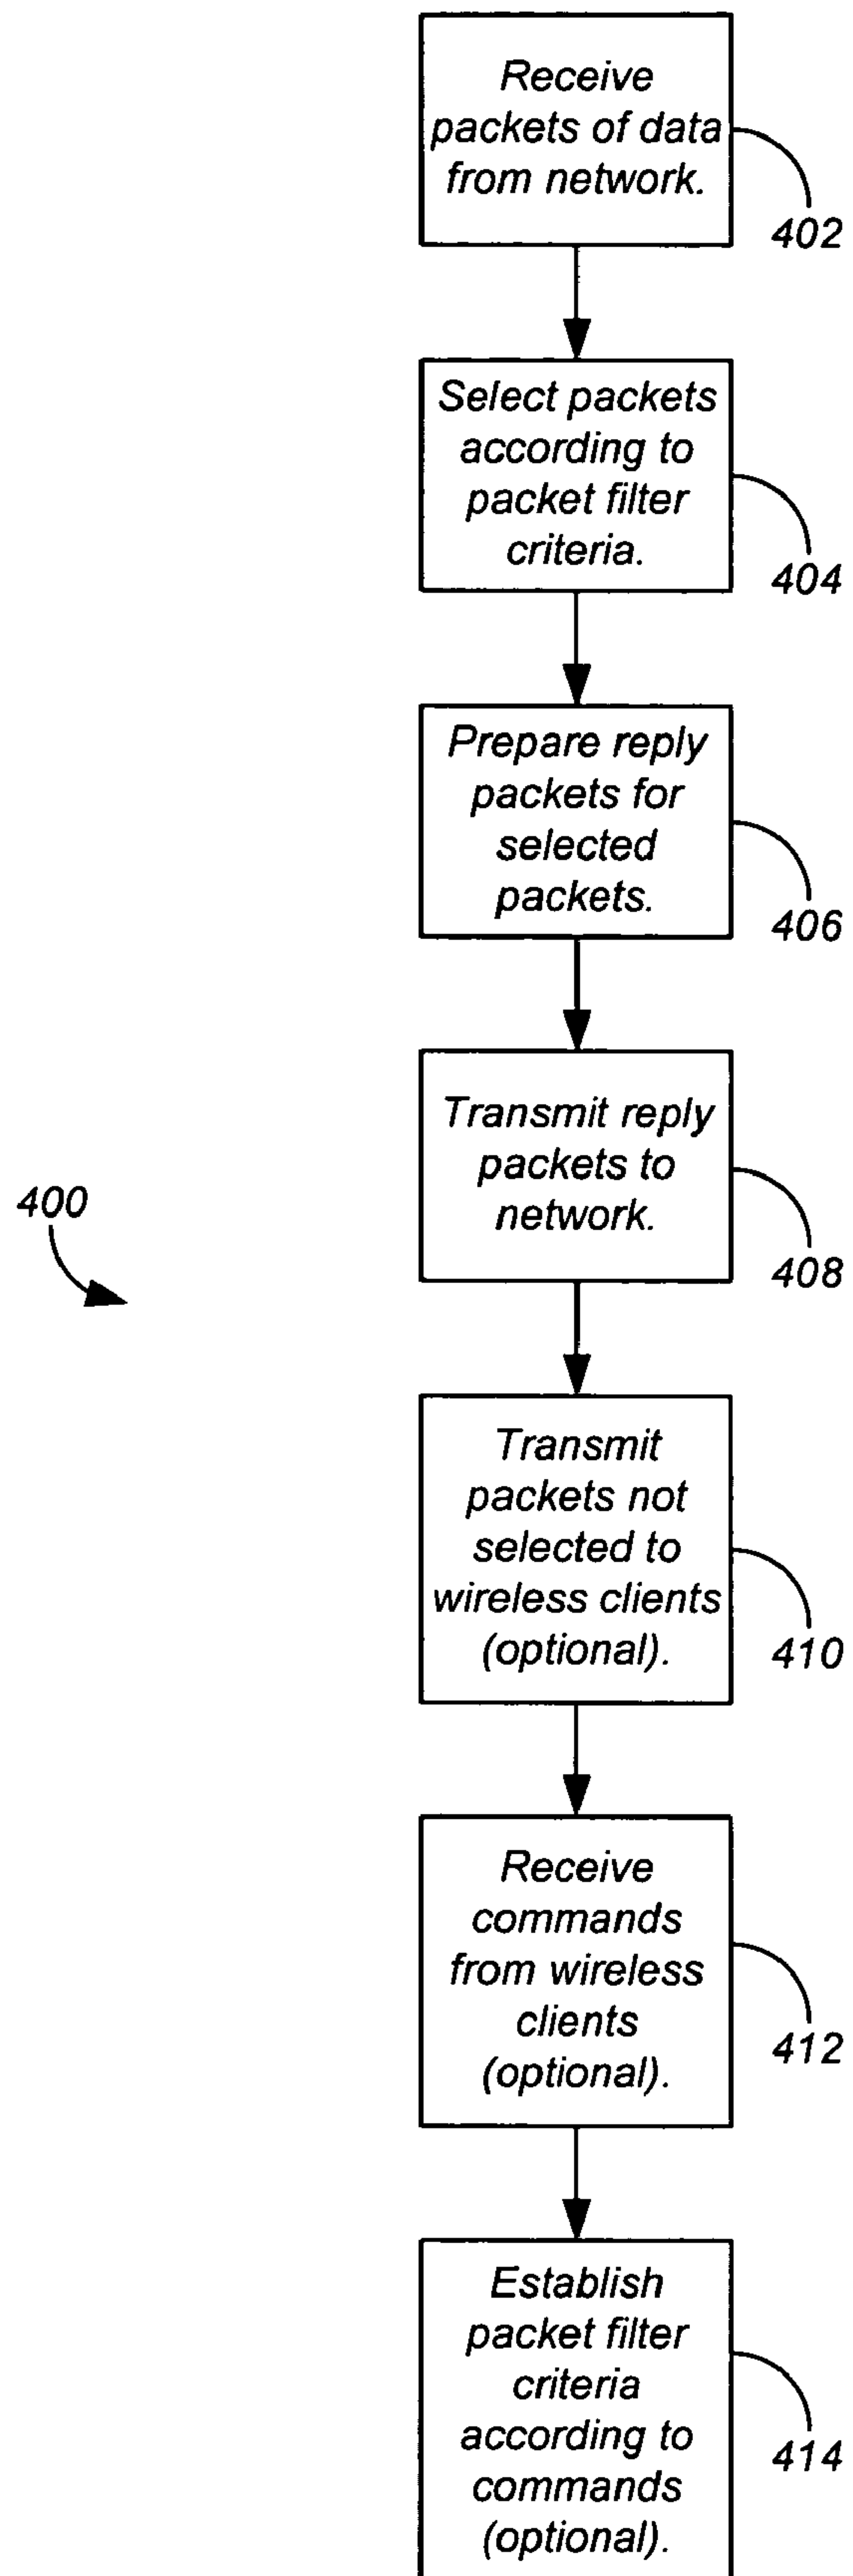 Receive
packets of data
from network.
402
Select packets
according to
packet filter
criteria.
404
Prepare reply
packets for
selected
packets.
406
Transmit reply
packets to
network.
408
400
Transmit
packets not
selected to
wireless clients
(optional).
410
Receive
commands
from wireless
clients
(optional).
412
Establish
packet filter
criteria
according to
commands
(optional).
414